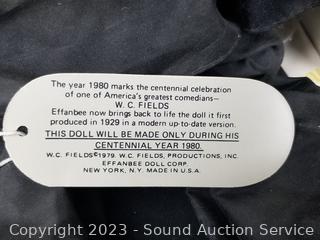 The year 1980 marks the centennial celebration
of one of America's greatest comedians—
W. C. FIELDS
Effanbee now brings back to life the doll it first
produced in 1929 in a modern up-to-date version.
THIS DOLL WILL BE MADE ONLY DURING HIS
CENTENNIAL YEAR 1980.
W.C. FIELDS©1979. W.C. FIELDS, PRODUCTIONS, INC.
EFFANBEE DOLL CORP.
NEW YORK, N.Y. MADE IN U.S.A.
Copyright 2023 - Sound Auction Service